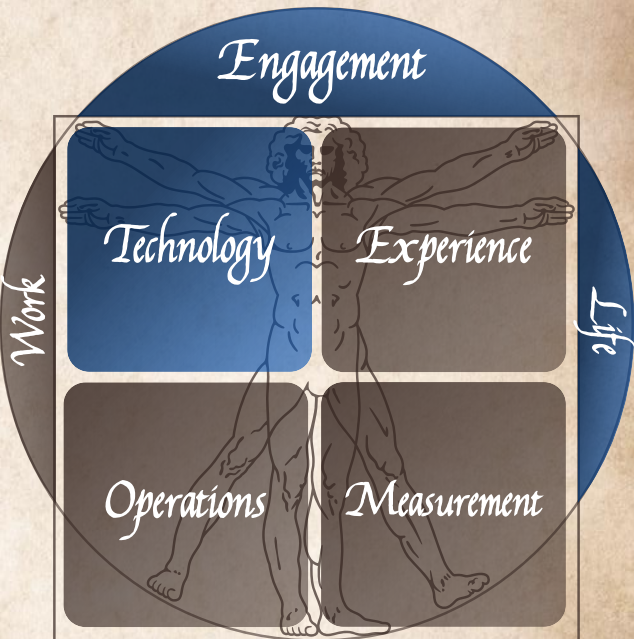 Engagement
Technology
Experience
Work
Life
Operations
Measurement